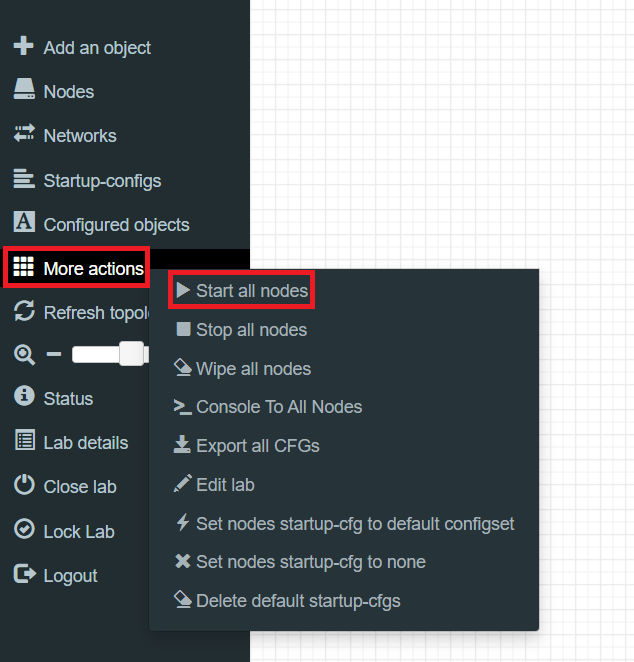 Add an object
Nodes
Networks
Startup-configs
A Configured objects
More actions
Start all nodes
Refresh topol
Stop all nodes
Wipe all nodes
Status
Console To All Nodes
Lab details
Export all CFGs
Close lab
Edit lab
Lock Lab
Set nodes startup-cfg to default configset
Set nodes startup-cfg to none
Logout
Delete default startup-cfgs